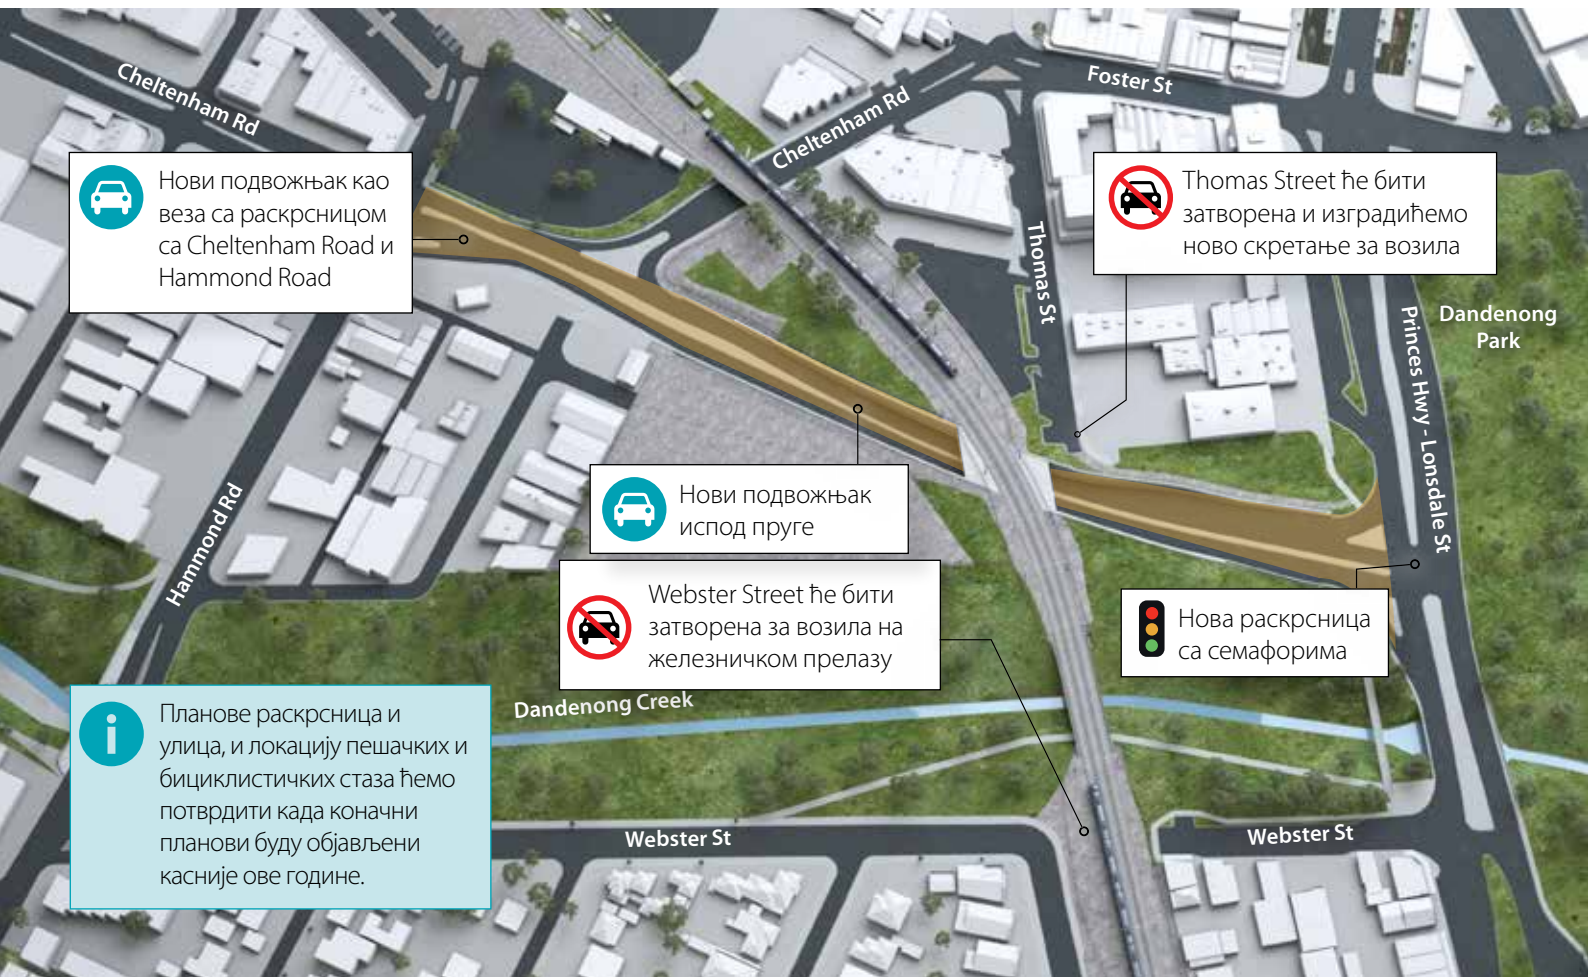 Cheltenham Rd
Foster St
Cheltenham Rd
Нови подвожњак као
веза са раскрсницом
са Cheltenham Road и
Hammond Road
Thomas Street ће бити
затворена и изградићемо
ново скретање за возила
Thomas St
Princes Hwy - Lonsdale St
Dandenong
Park
Hammond Rd
Нови подвожњак
испод пруге
Webster Street ће бити
затворена за возила на
железничком прелазу
Нова раскрсница
са семафорима
Dandenong Creek
i
Планове раскрсница и
улица, и локацију пешачких и
бициклистичких стаза ћемо
потврдити када коначни
планови буду објављени
касније ове године.
Webster St
Webster St